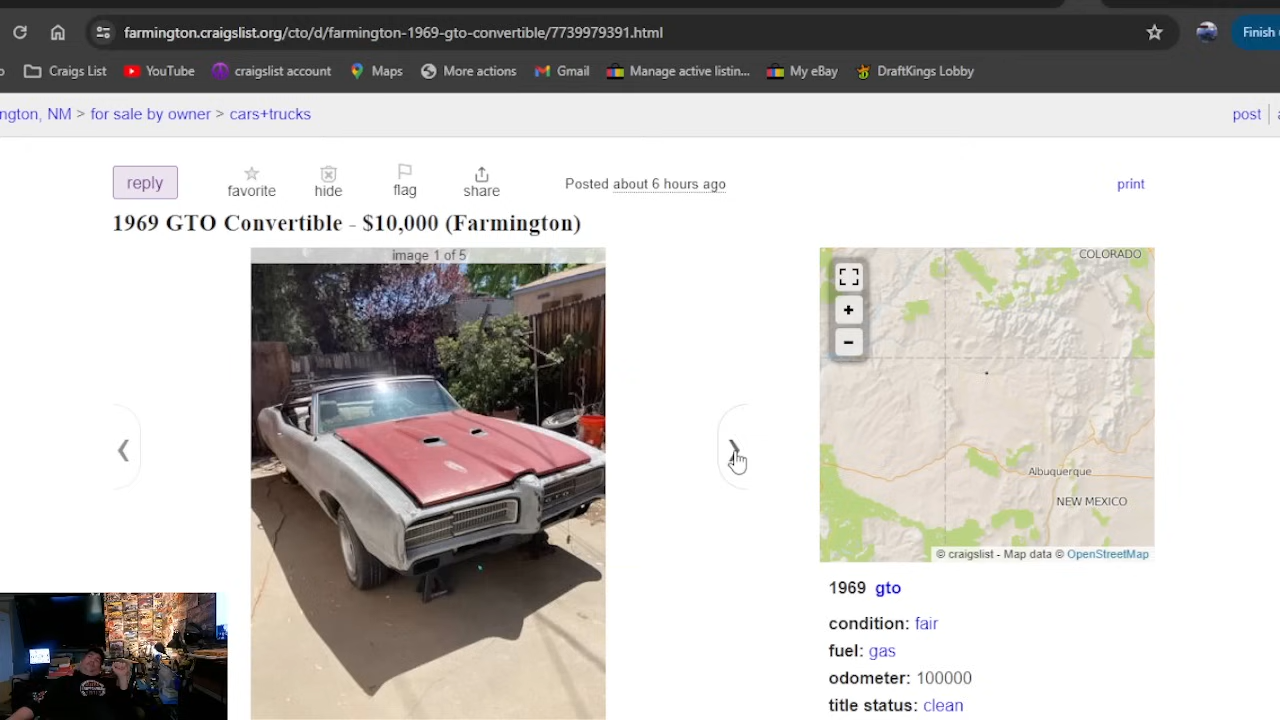 farmington.craigslist.org/cto/d/farmington-1969-gto-convertible/7739979391.html
Finish
Craigs List YouTube craigslist account Maps More actions Gmail Manage active listin... My eBay DraftKings Lobby
ngton, NM > for sale by owner > cars+trucks
post
reply
favorite
hide
flag
share
Posted about 6 hours ago
print
1969 GTO Convertible - $10,000 (Farmington)
image 1 of 5
GTO
COLORADO
+
−
Albuquerque
NEW MEXICO
© craigslist - Map data © OpenStreetMap
1969 gto
condition: fair
fuel: gas
odometer: 100000
title status: clean